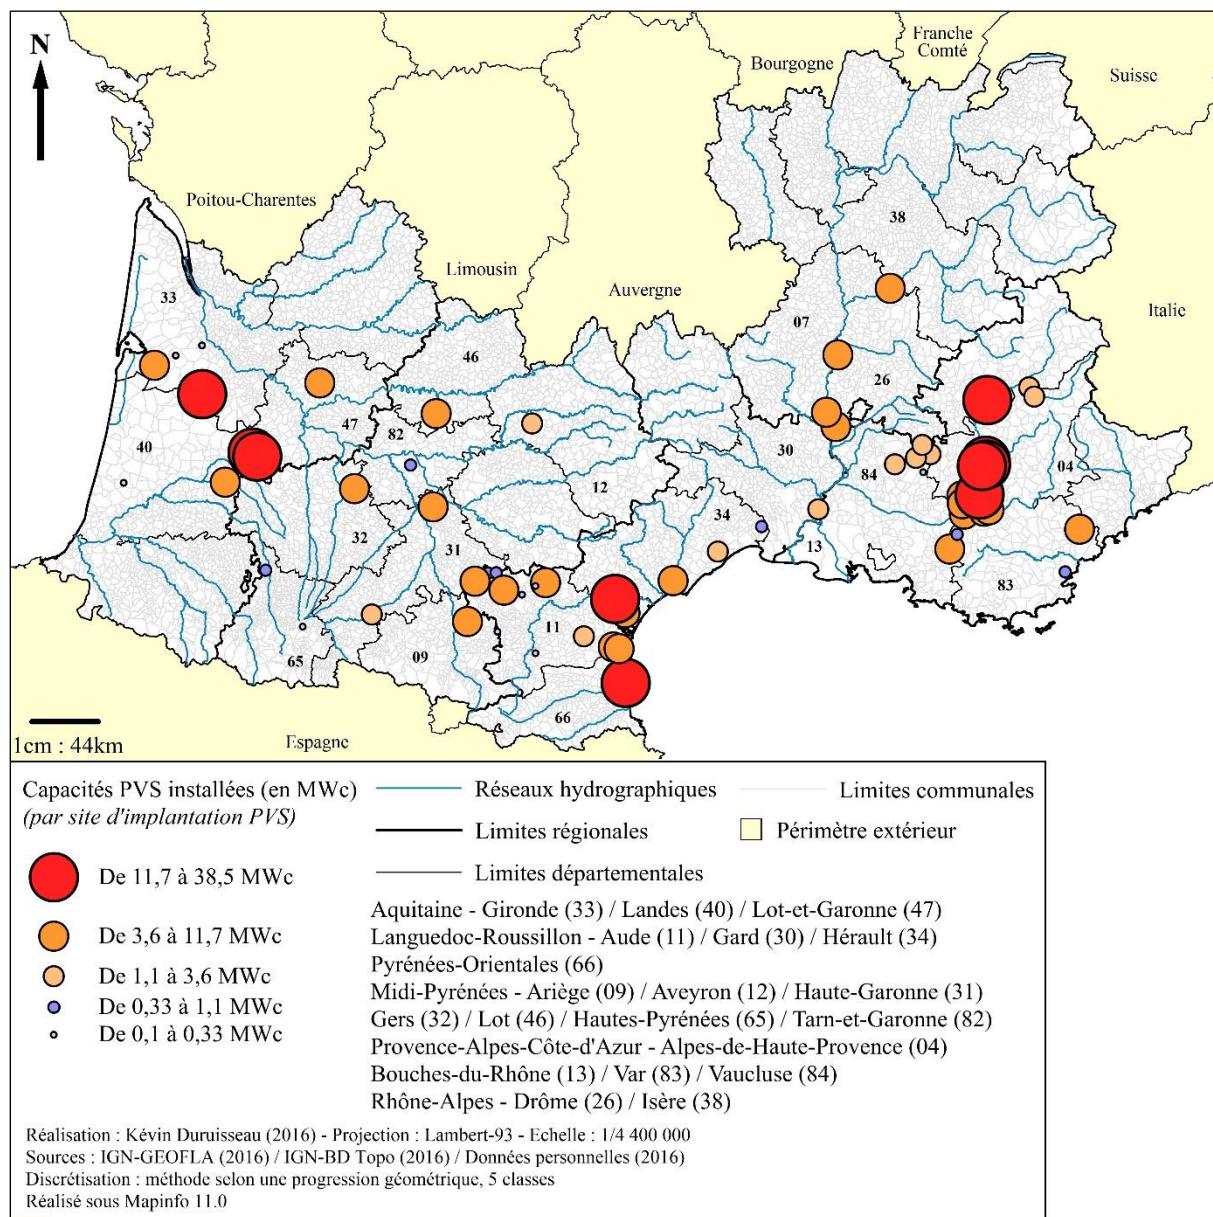 N
Franche
Comté
Bourgogne
Suisse
Poitou-Charentes
38
Limousin
Auvergne
33
Italie
07
46
26
47
82
40
30
84
04
12
34
32
31
13
83
11
09
65
66
1cm : 44km
Espagne
Capacités PVS installées (en MWc)
(par site d'implantation PVS)
De 11,7 à 38,5 MWc
De 3,6 à 11,7 MWc
De 1,1 à 3,6 MWc
De 0,33 à 1,1 MWc
De 0,1 à 0,33 MWc
Réseaux hydrographiques
Limites communales
Limites régionales
Périmètre extérieur
Limites départementales
Aquitaine - Gironde (33) / Landes (40) / Lot-et-Garonne (47)
Languedoc-Roussillon - Aude (11) / Gard (30) / Hérault (34)
Pyrénées-Orientales (66)
Midi-Pyrénées - Ariège (09) / Aveyron (12) / Haute-Garonne (31)
Gers (32) / Lot (46) / Hautes-Pyrénées (65) / Tarn-et-Garonne (82)
Provence-Alpes-Côte-d'Azur - Alpes-de-Haute-Provence (04)
Bouches-du-Rhône (13) / Var (83) / Vaucluse (84)
Rhône-Alpes - Drôme (26) / Isère (38)
Réalisation : Kévin Duruisseau (2016) - Projection : Lambert-93 - Echelle : 1/4 400 000
Sources : IGN-GEOFLA (2016) / IGN-BD Topo (2016) / Données personnelles (2016)
Discrétisation : méthode selon une progression géométrique, 5 classes
Réalisé sous Mapinfo 11.0